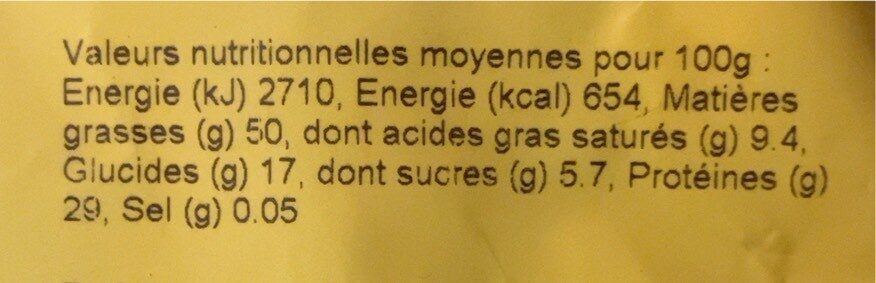 Valeurs nutritionnelles moyennes pour 100g :
Energie (kJ) 2710, Energie (kcal) 654, Matières
grasses (g) 50, dont acides gras saturés (g) 9.4,
Glucides (g) 17, dont sucres (g) 5.7, Protéines (g)
29, Sel (g) 0.05